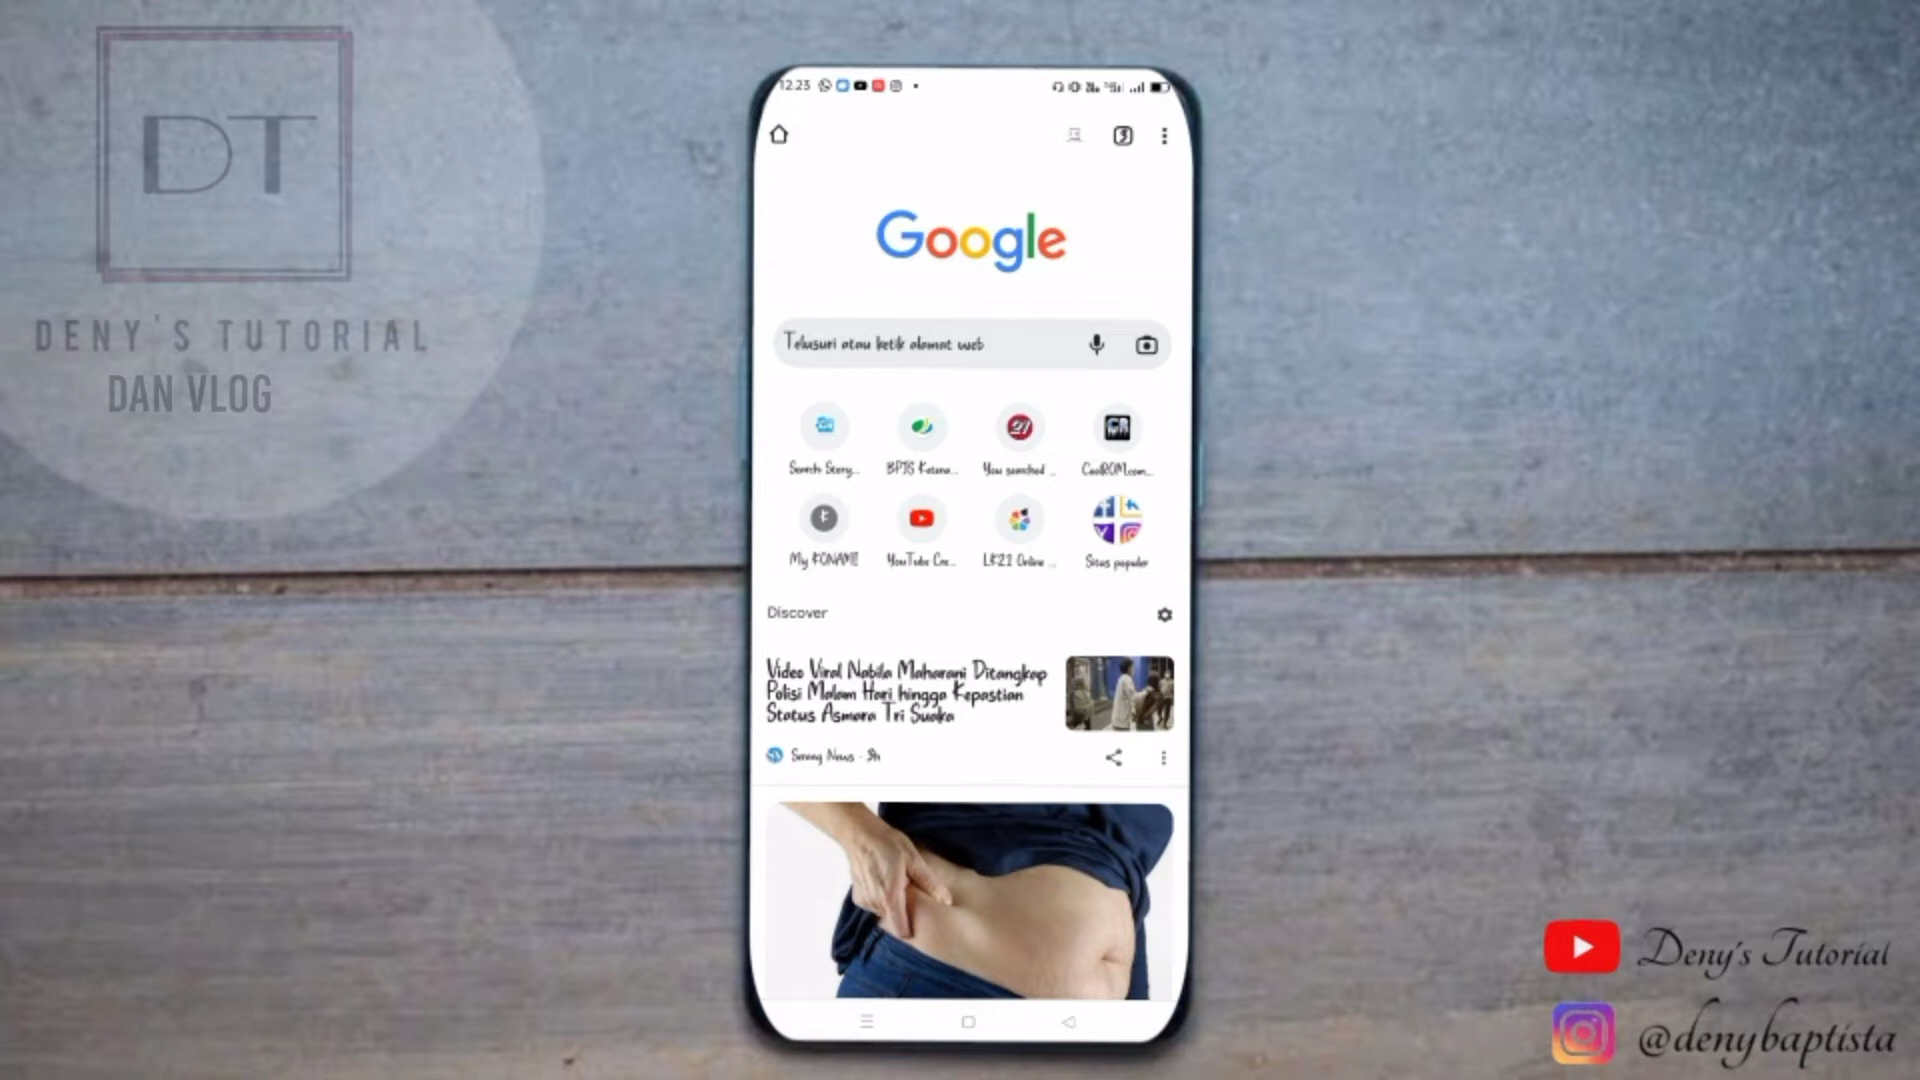 DT
DENY'S TUTORIAL
DAN VLOG
12.23
Google
Telusuri atau ketik alamat web
Search Story...
BPJS Ketena...
You searched ...
CoolROM.com...
My KONAMI
YouTube Cre...
LK21 Online ...
Situs populer
Discover
Video Viral Nabila Maharani Ditangkap
Polisi Malam Hari hingga Kepastian
Status Asmara Tri Suaka
Serang News · 3h
Deny's Tutorial
@denybaptista